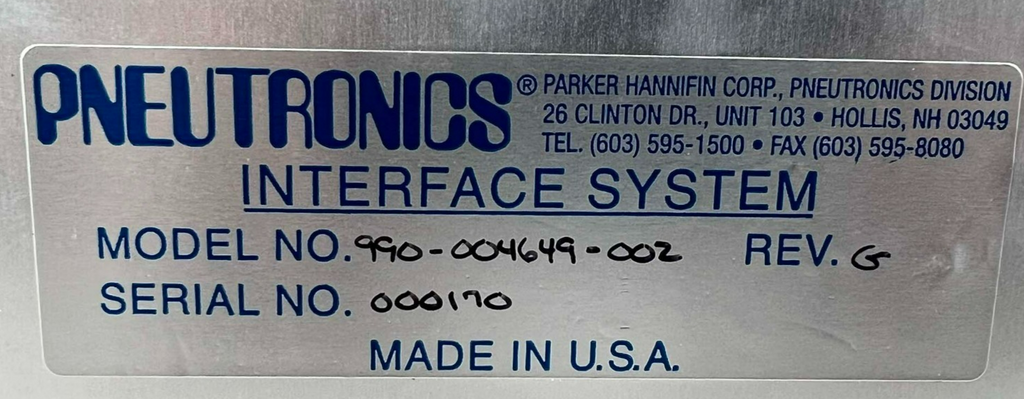 PNEUTRONICS® PARKER HANNIFIN CORP., PNEUTRONICS DIVISION
26 CLINTON DR., UNIT 103 • HOLLIS, NH 03049
TEL. (603) 595-1500 • FAX (603) 595-8080
INTERFACE SYSTEM
MODEL NO. 990-004649-002 REV. G
SERIAL NO. 000170
MADE IN U.S.A.